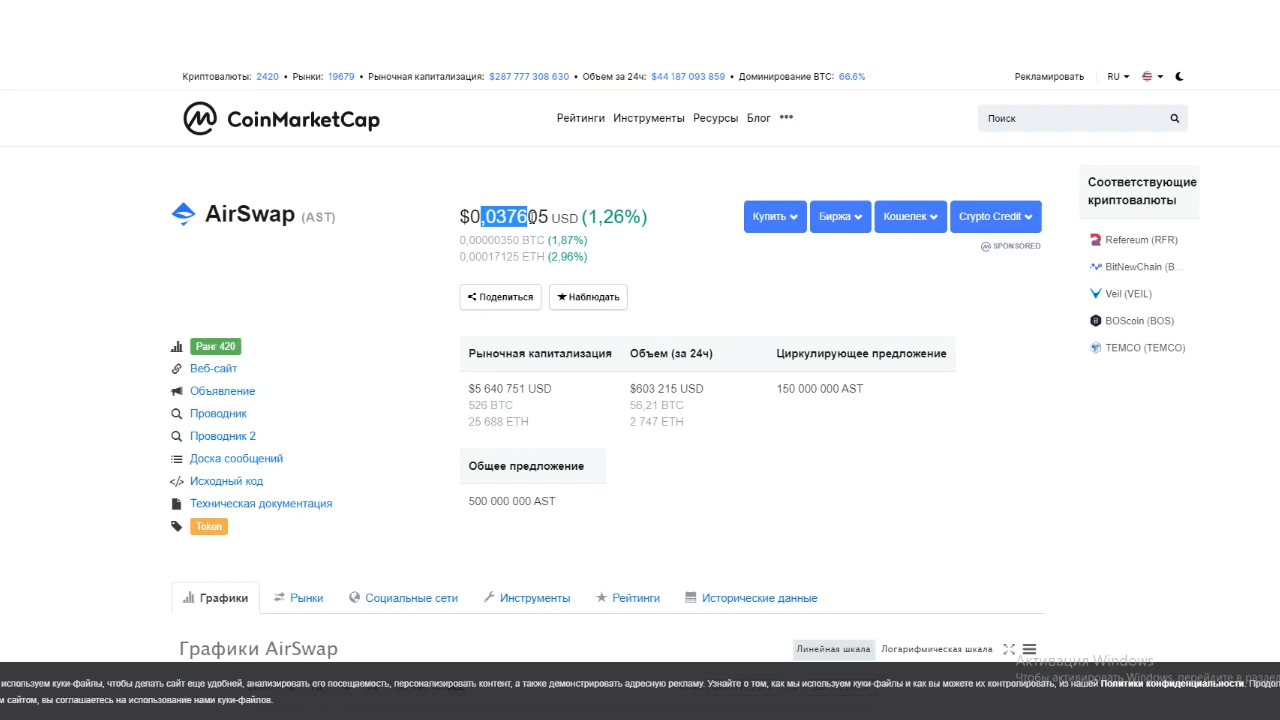 Криптовалюты: 2420 • Рынки: 19679 • Рыночная капитализация: $287 777 308 630 • Объем за 24ч: $44 187 093 859 • Доминирование BTC: 66.6%
Рекламировать RU
CoinMarketCap
Рейтинги Инструменты Ресурсы Блог •••
Поиск
AirSwap (AST)
$0,037605 USD (1,26%)
0,00000350 BTC (1,87%)
0,00017125 ETH (2,96%)
Купить Биржа Кошелек Crypto Credit
SPONSORED
Поделиться Наблюдать
Соответствующие
криптовалюты
Refereum (RFR)
BitNewChain (B...
Veil (VEIL)
BOScoin (BOS)
TEMCO (TEMCO)
Ранг 420
Веб-сайт
Объявление
Проводник
Проводник 2
Доска сообщений
Исходный код
Техническая документация
Token
Рыночная капитализация Объем (за 24ч) Циркулирующее предложение
$5 640 751 USD $603 215 USD 150 000 000 AST
526 BTC 56,21 BTC
25 688 ETH 2 747 ETH
Общее предложение
500 000 000 AST
Графики Рынки Социальные сети Инструменты Рейтинги Исторические данные
Графики AirSwap
Линейная шкала Логарифмическая шкала
Активация Windows
Чтобы активировать Windows, перейдите в раздел
используем куки-файлы, чтобы делать сайт еще удобней, анализировать его посещаемость, персонализировать контент, а также демонстрировать адресную рекламу. Узнайте о том, как мы используем куки-файлы и как вы можете их контролировать, из нашей Политики конфиденциальности. Продол
м сайтом, вы соглашаетесь на использование нами куки-файлов.